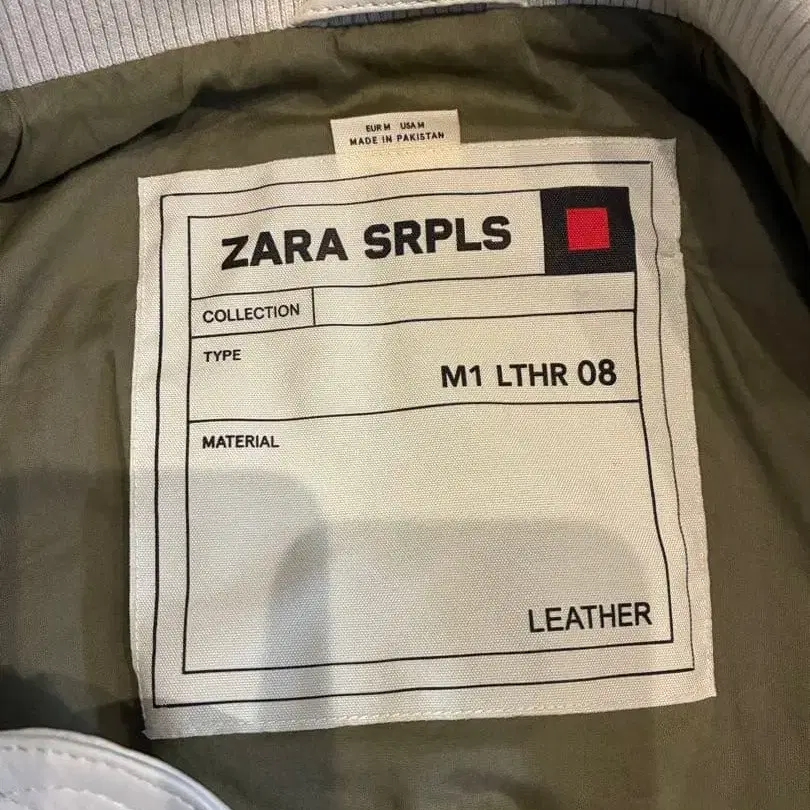 EUR M USA M
MADE IN PAKISTAN
ZARA SRPLS
COLLECTION
TYPE
M1 LTHR 08
MATERIAL
LEATHER